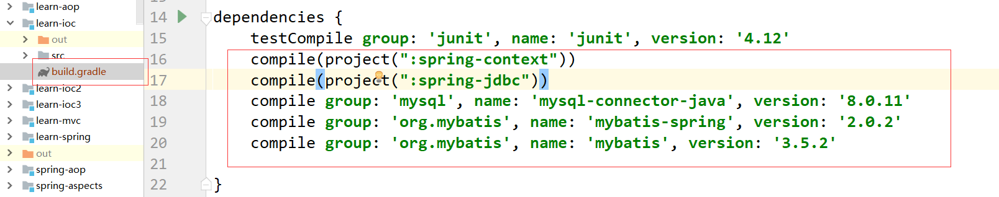 learn-aop
learn-ioc
out
src
build.gradle
learn-ioc2
learn-ioc3
learn-mvc
learn-spring
out
spring-aop
spring-aspects
14 dependencies {
15 testCompile group: 'junit', name: 'junit', version: '4.12'
16 compile(project(":spring-context"))
17 compile(project(":spring-jdbc"))
18 compile group: 'mysql', name: 'mysql-connector-java', version: '8.0.11'
19 compile group: 'org.mybatis', name: 'mybatis-spring', version: '2.0.2'
20 compile group: 'org.mybatis', name: 'mybatis', version: '3.5.2'
21
22 }